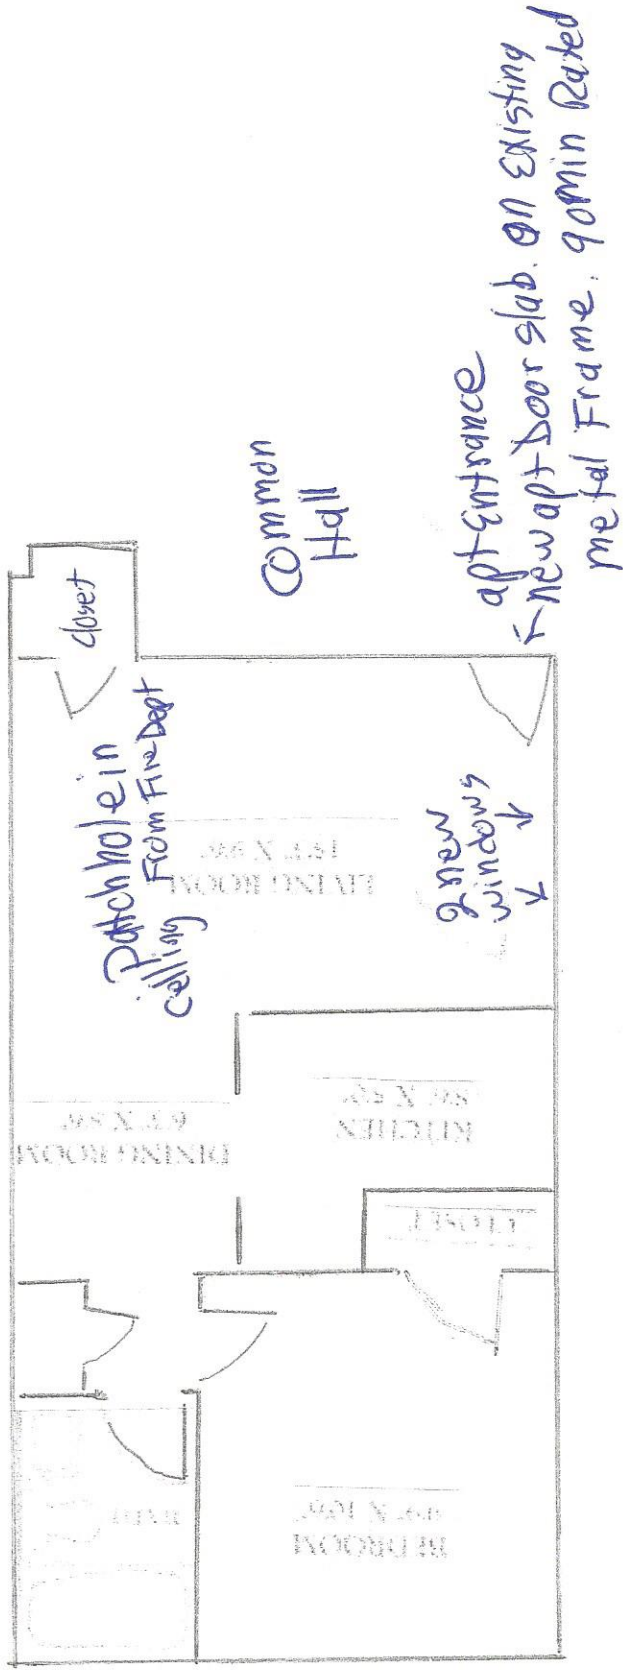 closet
Patch hole in
ceiling From Fire Dept
Common
Hall
apt Entrance
new apt Door slab. on Existing
metal Frame. 90min Rated
2 new
windows
LIVING ROOM
DINING ROOM
KITCHEN
CLOSET
BATH
BEDROOM